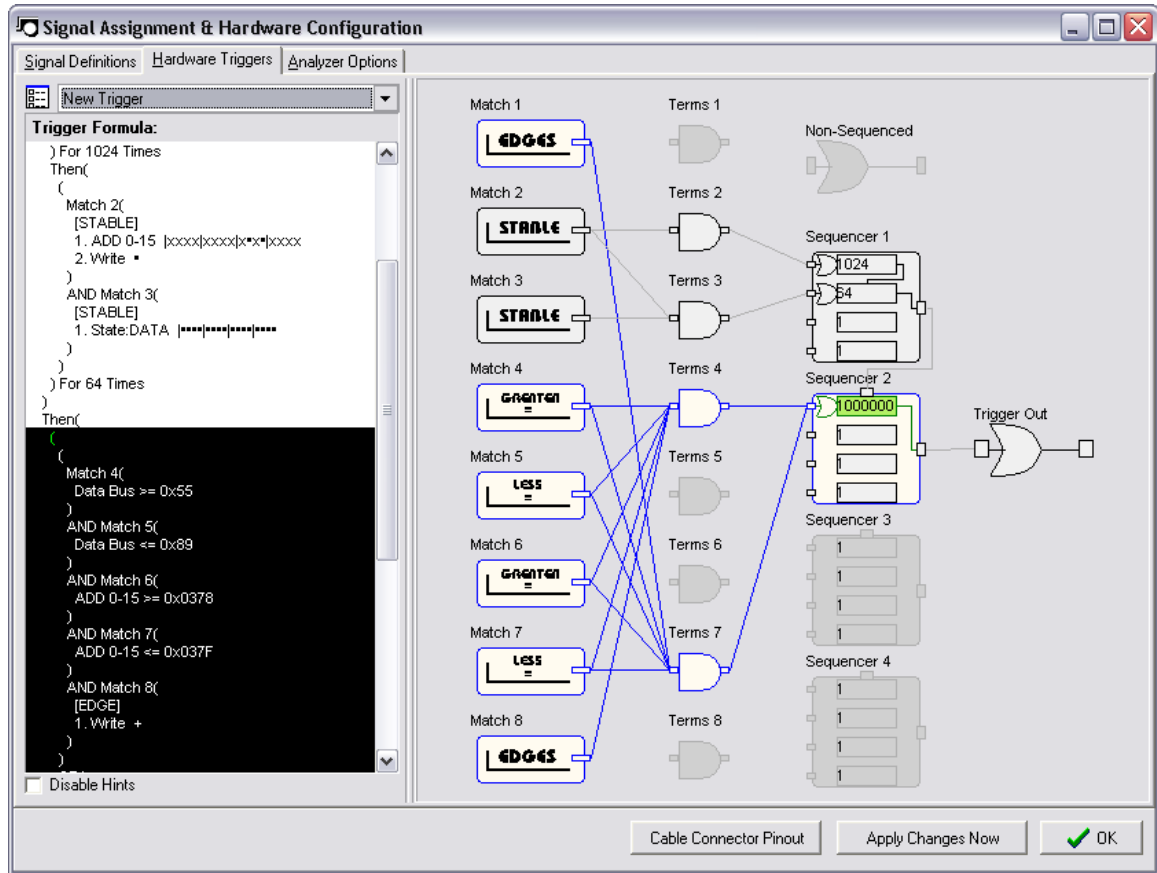 Signal Assignment & Hardware Configuration
Signal Definitions
Hardware Triggers
Analyzer Options
New Trigger
Trigger Formula:
) For 1024 Times
Then(
(
Match 2(
[STABLE]
1. ADD 0-15 |xxxx|xxxx|x▪x▪|xxxx
2. Write ▪
)
AND Match 3(
[STABLE]
1. State:DATA |▪▪▪▪|▪▪▪▪|▪▪▪▪|▪▪▪▪
)
)
) For 64 Times
)
Then(
(
(
Match 4(
Data Bus >= 0x55
)
AND Match 5(
Data Bus <= 0x89
)
AND Match 6(
ADD 0-15 >= 0x0378
)
AND Match 7(
ADD 0-15 <= 0x037F
)
AND Match 8(
[EDGE]
1. Write +
)
)
Disable Hints
Match 1
EDGES
Match 2
STABLE
Match 3
STABLE
Match 4
GREATER
=
Match 5
LESS
=
Match 6
GREATER
=
Match 7
LESS
=
Match 8
EDGES
Terms 1
Terms 2
Terms 3
Terms 4
Terms 5
Terms 6
Terms 7
Terms 8
Non-Sequenced
Sequencer 1
1024
64
1
1
Sequencer 2
1000000
1
1
1
Sequencer 3
1
1
1
1
Sequencer 4
1
1
1
1
Trigger Out
Cable Connector Pinout
Apply Changes Now
OK